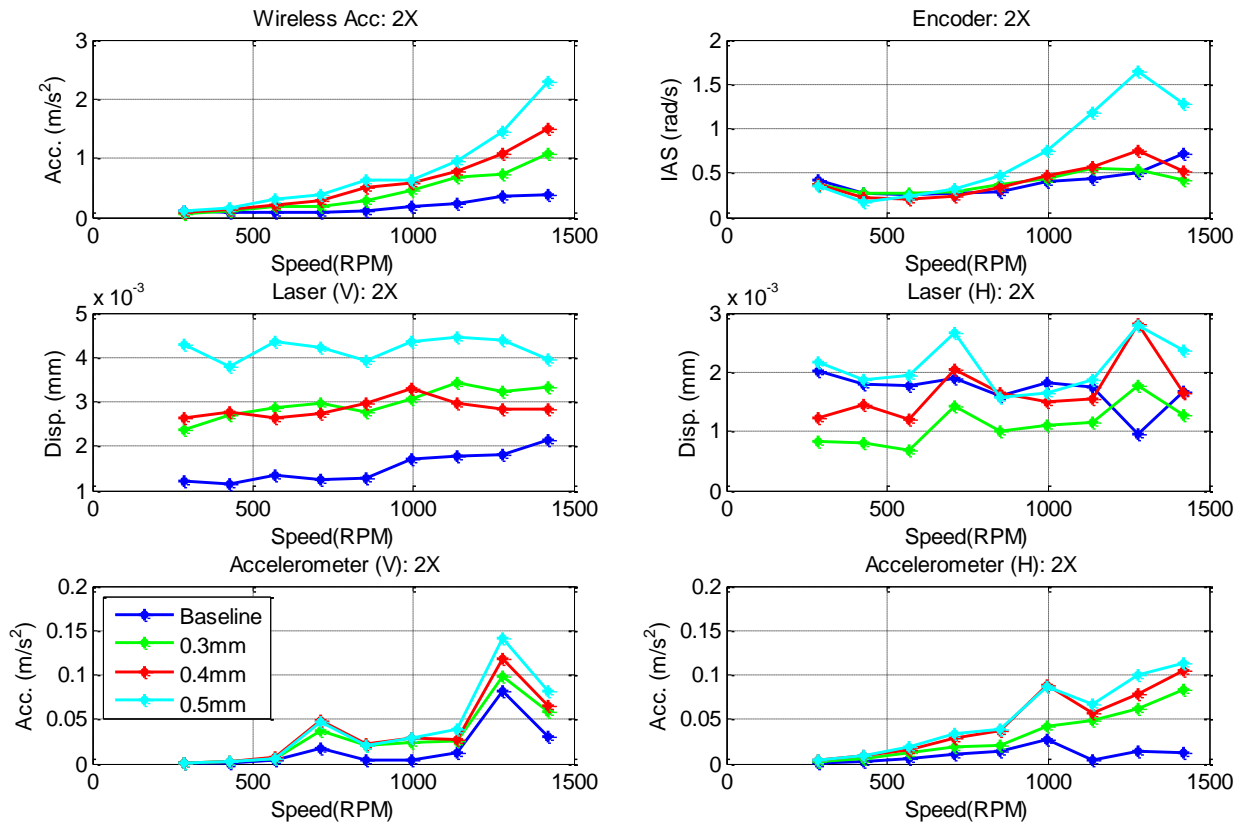 Wireless Acc: 2X
3
2
1
0
Acc. (m/s²)
0 500 1000 1500
Speed(RPM)
Encoder: 2X
2
1.5
1
0.5
0
IAS (rad/s)
0 500 1000 1500
Speed(RPM)
x 10⁻³
Laser (V): 2X
5
4
3
2
1
Disp. (mm)
0 500 1000 1500
Speed(RPM)
x 10⁻³
Laser (H): 2X
3
2
1
0
Disp. (mm)
0 500 1000 1500
Speed(RPM)
Accelerometer (V): 2X
0.2
0.15
0.1
0.05
0
Acc. (m/s²)
Baseline
0.3mm
0.4mm
0.5mm
0 500 1000 1500
Speed(RPM)
Accelerometer (H): 2X
0.2
0.15
0.1
0.05
0
Acc. (m/s²)
0 500 1000 1500
Speed(RPM)